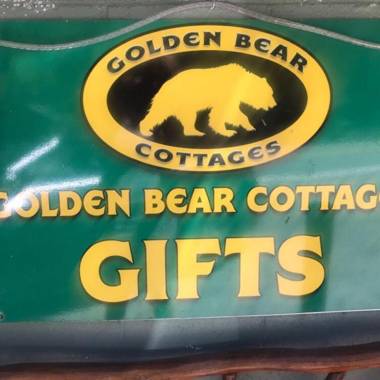 GOLDEN BEAR
COTTAGES
GOLDEN BEAR COTTAG
GIFTS